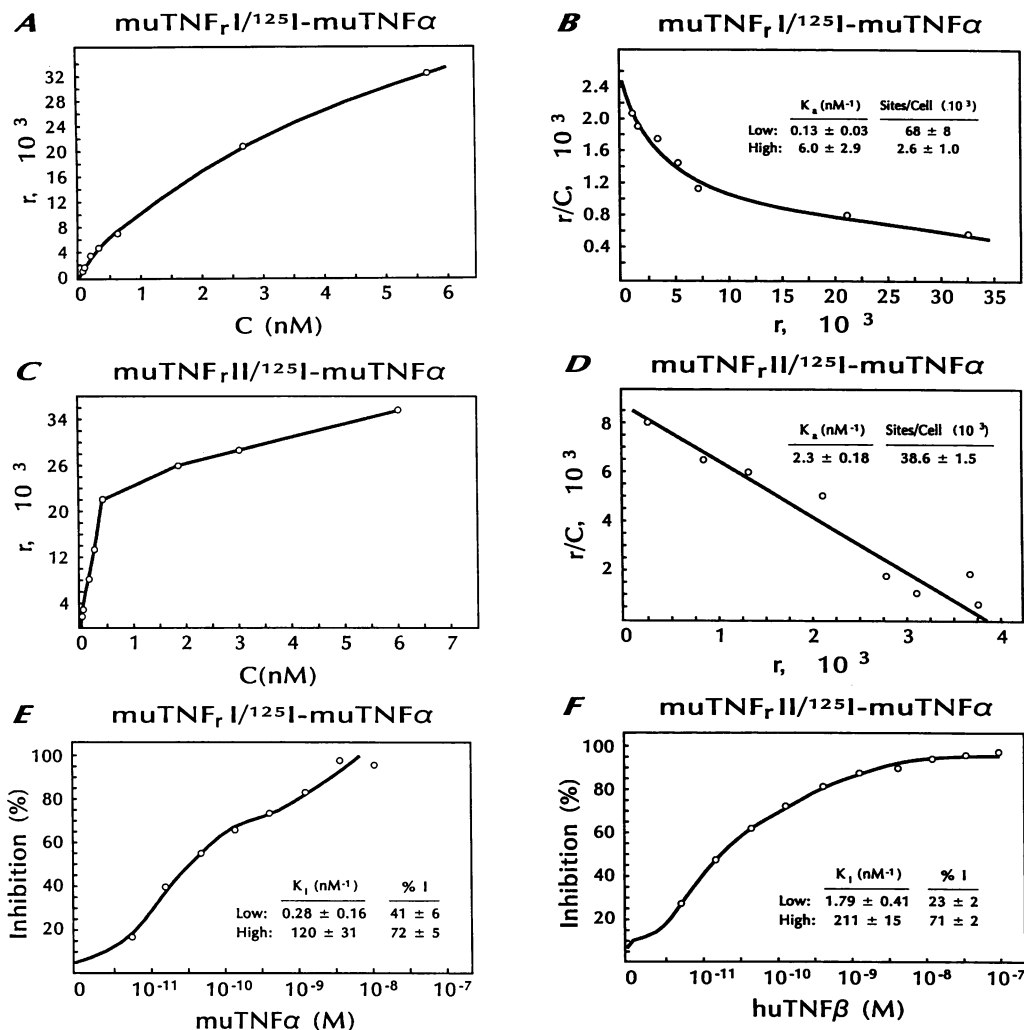 A muTNFr I/¹²⁵I-muTNFα
r, 10 ³
32
28
24
20
16
12
8
4
0
0 1 2 3 4 5 6
C (nM)
B muTNFr I/¹²⁵I-muTNFα
r/C, 10 ³
2.4
2.0
1.6
1.2
0.8
0.4
Ka (nM⁻¹) Sites/Cell (10 ³)
Low: 0.13 ± 0.03 68 ± 8
High: 6.0 ± 2.9 2.6 ± 1.0
0 5 10 15 20 25 30 35
r, 10 ³
C muTNFrII/¹²⁵I-muTNFα
r, 10 ³
34
26
20
12
4
0 1 2 3 4 5 6 7
C(nM)
D muTNFrII/¹²⁵I-muTNFα
r/C, 10 ³
8
6
4
2
Ka (nM⁻¹) Sites/Cell (10 ³)
2.3 ± 0.18 38.6 ± 1.5
0 1 2 3 4
r, 10 ³
E muTNFr I/¹²⁵I-muTNFα
Inhibition (%)
100
80
60
40
20
KI (nM⁻¹) % I
Low: 0.28 ± 0.16 41 ± 6
High: 120 ± 31 72 ± 5
0 10⁻¹¹ 10⁻¹⁰ 10⁻⁹ 10⁻⁸ 10⁻⁷
muTNFα (M)
F muTNFr II/¹²⁵I-muTNFα
Inhibition (%)
100
80
60
40
20
KI (nM⁻¹) % I
Low: 1.79 ± 0.41 23 ± 2
High: 211 ± 15 71 ± 2
0 10⁻¹¹ 10⁻¹⁰ 10⁻⁹ 10⁻⁸ 10⁻⁷
huTNFβ (M)